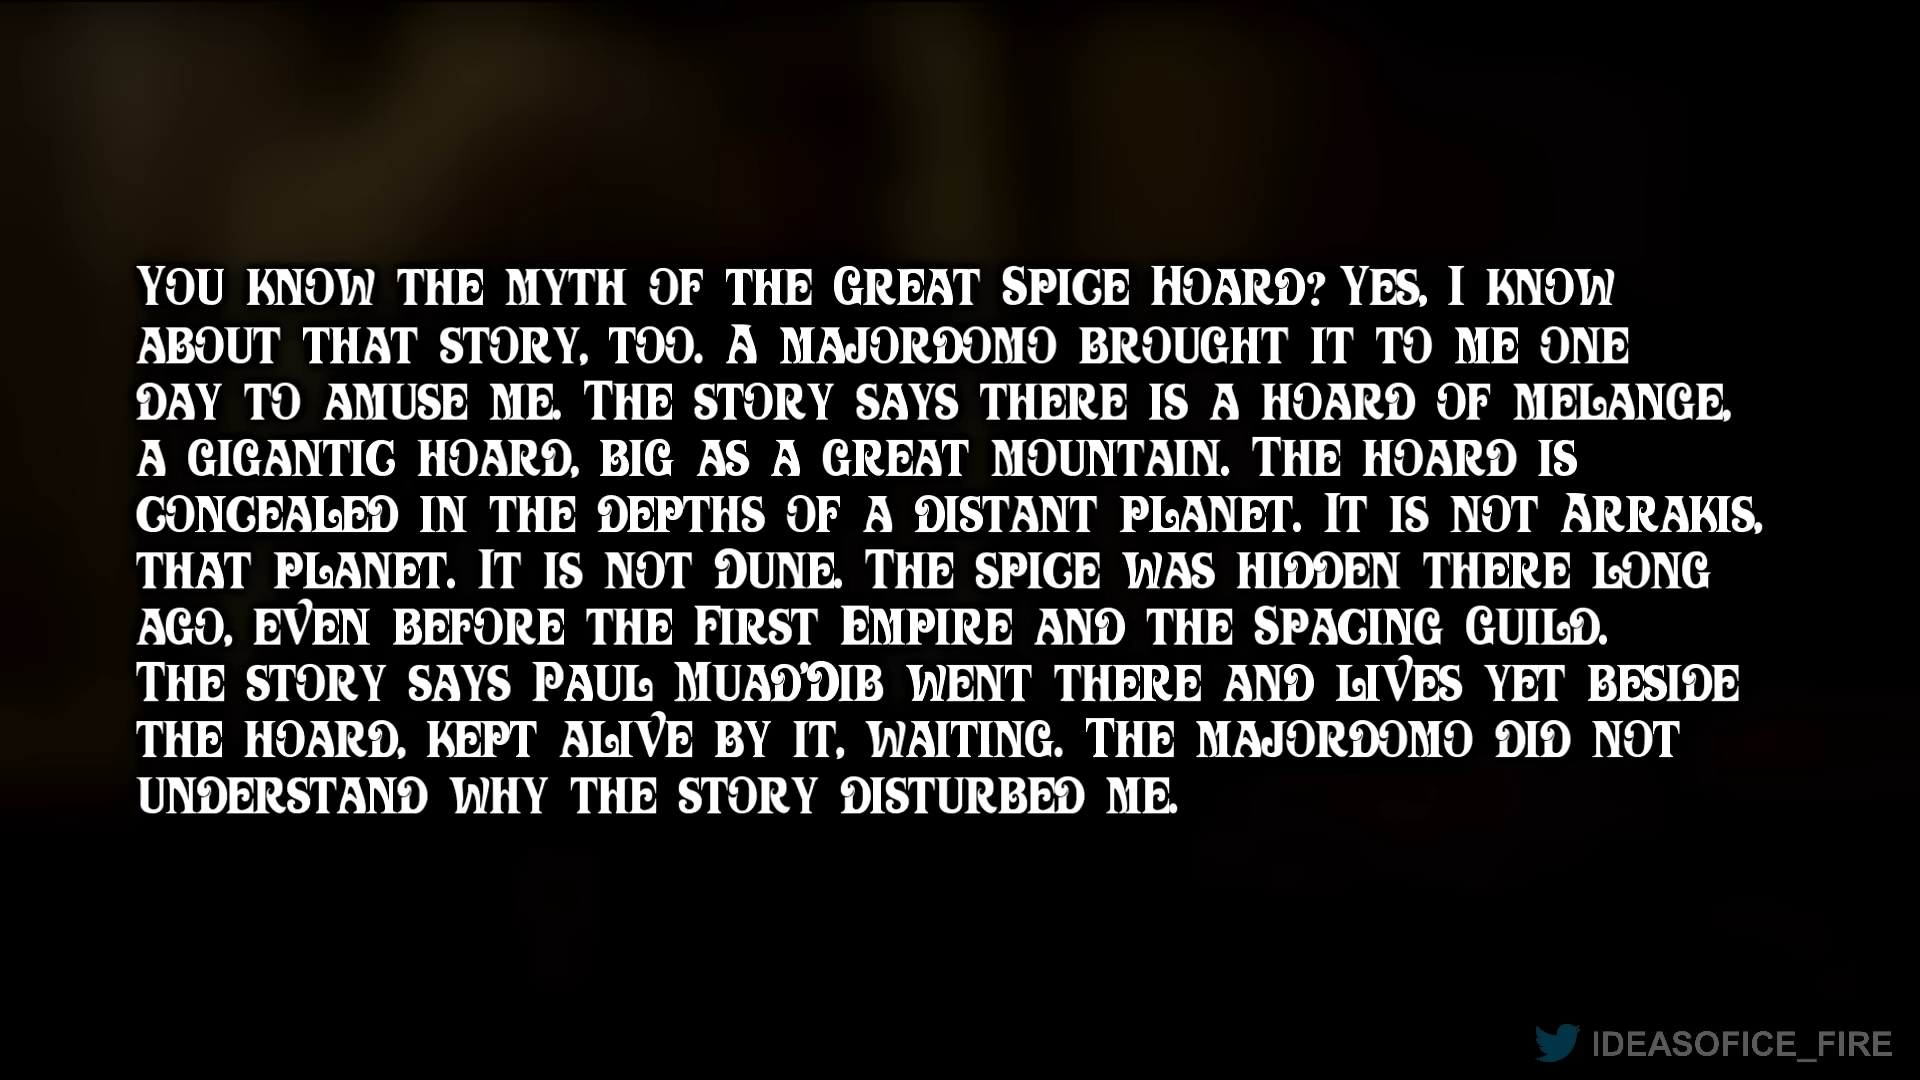 You know the myth of the Great Spice Hoard? Yes, I know
about that story, too. A majordomo brought it to me one
day to amuse me. The story says there is a hoard of melange,
a gigantic hoard, big as a great mountain. The hoard is
concealed in the depths of a distant planet. It is not Arrakis,
that planet. It is not Dune. The spice was hidden there long
ago, even before the First Empire and the Spacing Guild.
The story says Paul Muad'Dib went there and lives yet beside
the hoard, kept alive by it, waiting. The majordomo did not
understand why the story disturbed me.
IDEASOFICE_FIRE